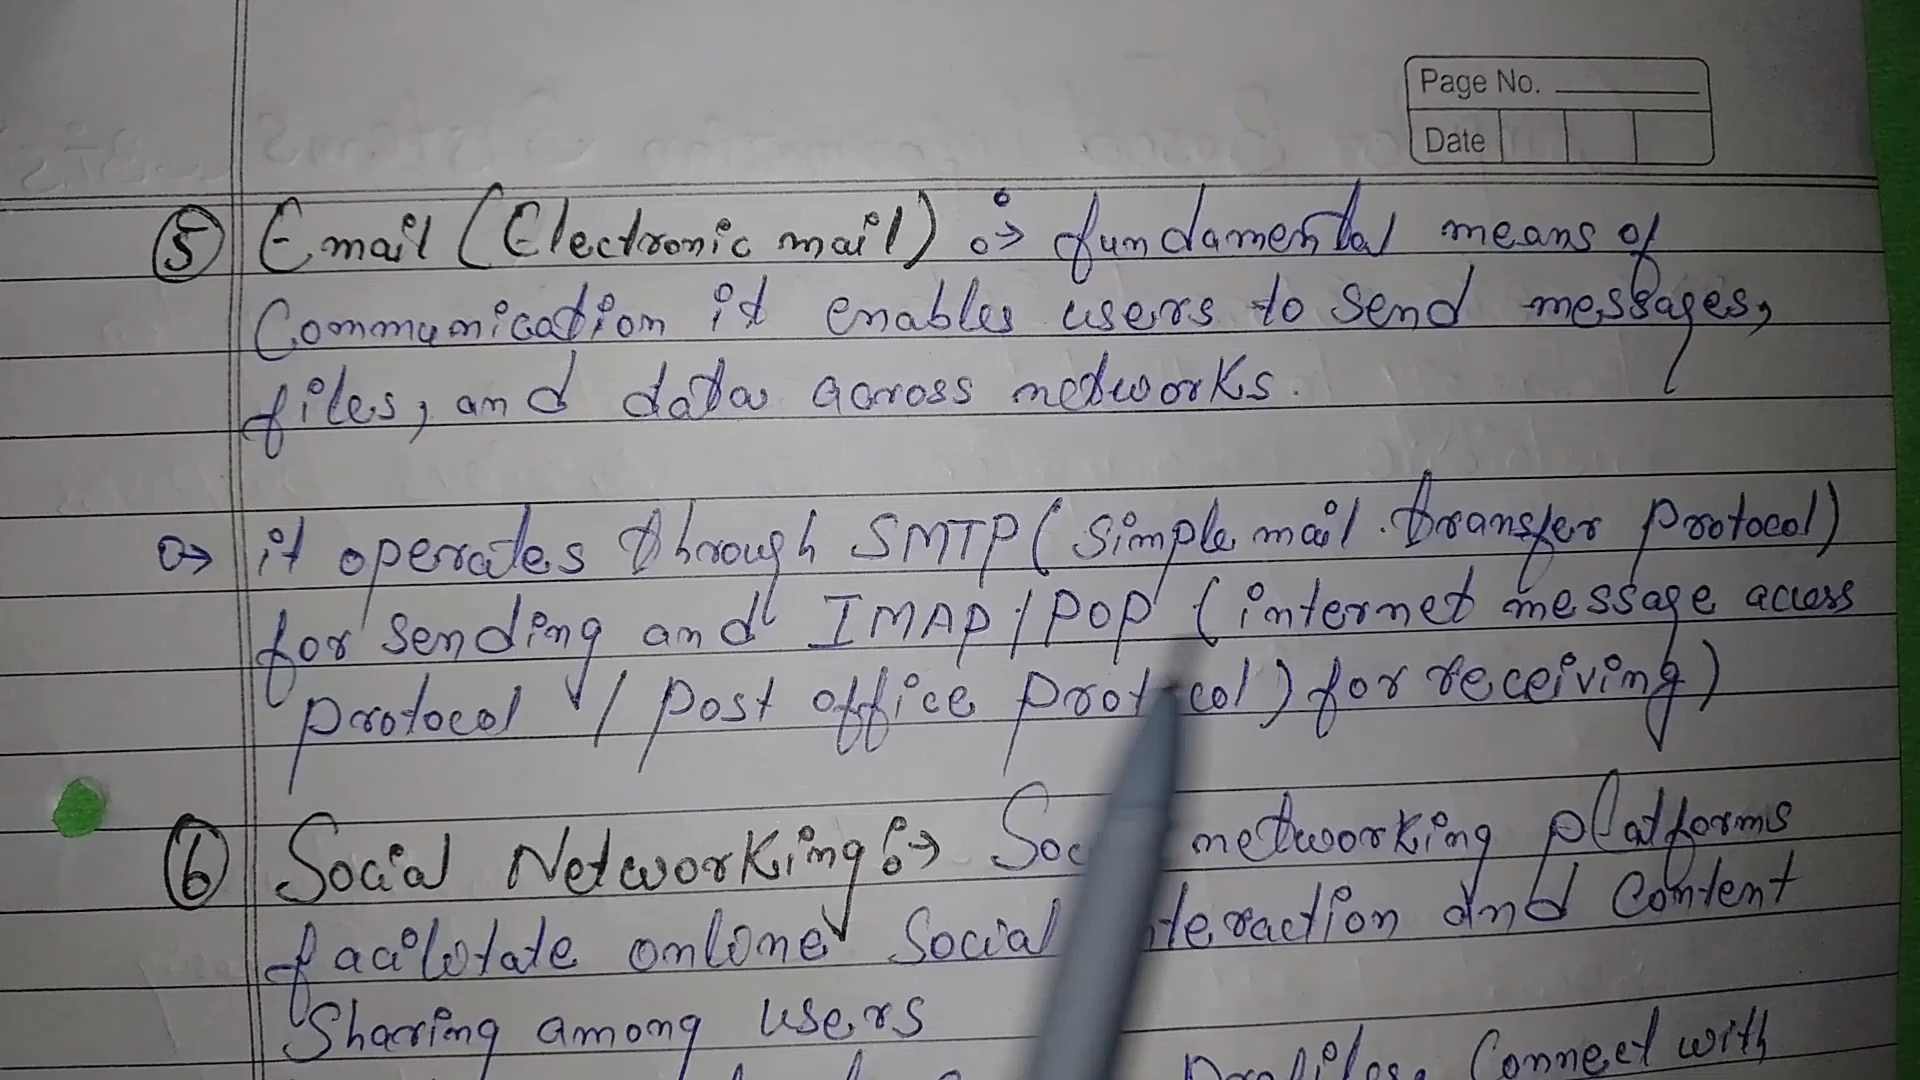 Page No.
Date
⑤ Email (Electronic mail) :→ fundamental means of
Communication it enables users to send messages,
files, and data across networks.
→ it operates through SMTP (Simple mail transfer protocol)
for sending and IMAP/POP (internet message access
protocol / post office protocol) for receiving)
⑥ Social Networking :→ networking platforms
facilitate online Social and Content
Sharing among users
Connect with